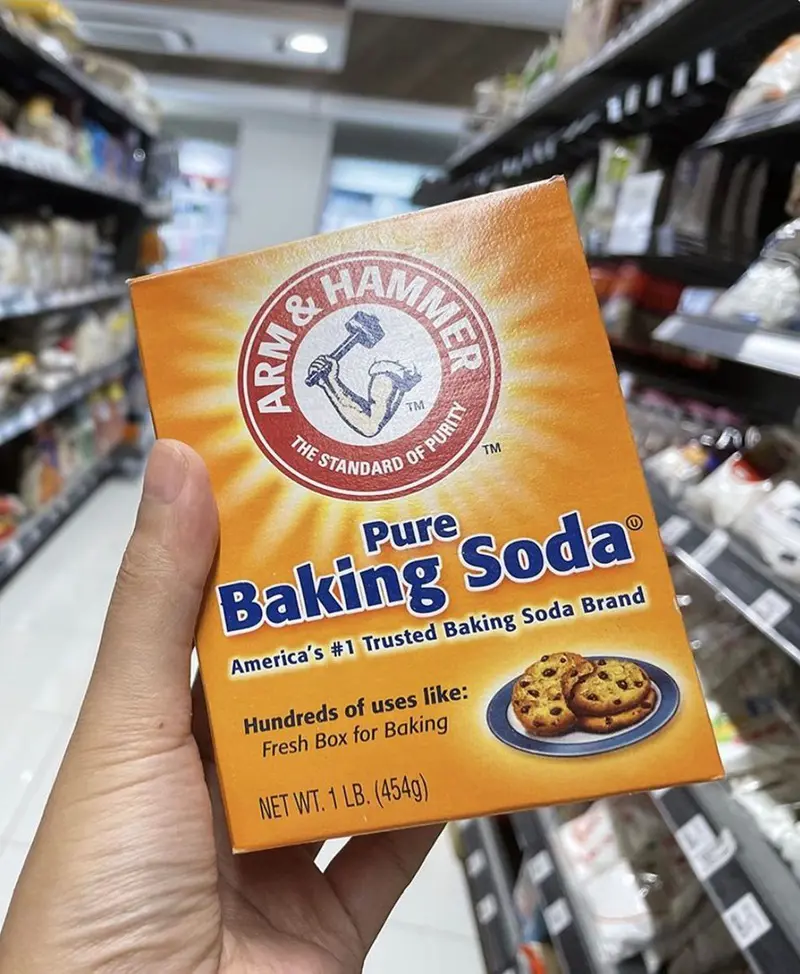 ARM & HAMMER
TM
THE STANDARD OF PURITY
TM
Pure
Baking Soda
America's #1 Trusted Baking Soda Brand
Hundreds of uses like:
Fresh Box for Baking
NET WT. 1 LB. (454g)